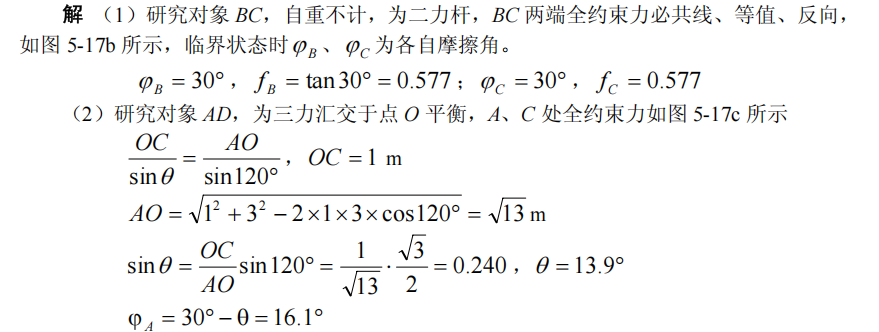 解 （1）研究对象 BC，自重不计，为二力杆，BC 两端全约束力必共线、等值、反向，
如图 5-17b 所示，临界状态时 φ_B 、 φ_C 为各自摩擦角。
φ_B = 30° ， f_B = tan30° = 0.577 ； φ_C = 30° ， f_C = 0.577
（2）研究对象 AD，为三力汇交于点 O 平衡，A、C 处全约束力如图 5-17c 所示
OC/sinθ = AO/sin120° ， OC = 1 m
AO = √(1² + 3² − 2×1×3×cos120°) = √13 m
sinθ = OC/AO sin120° = 1/√13 · √3/2 = 0.240 ， θ = 13.9°
φ_A = 30° − θ = 16.1°